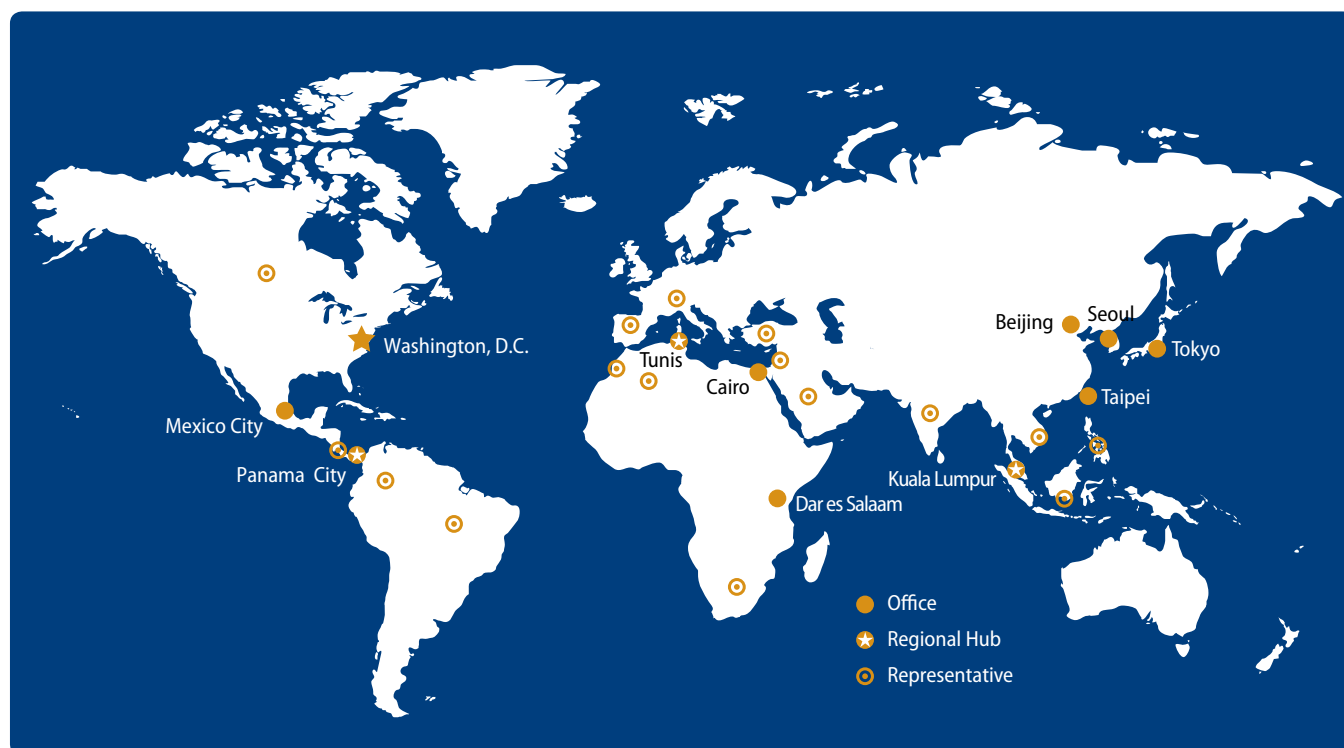 Beijing
Seoul
Washington, D.C.
Tokyo
Tunis
Cairo
Taipei
Mexico City
Panama City
Kuala Lumpur
Dar es Salaam
Office
Regional Hub
Representative